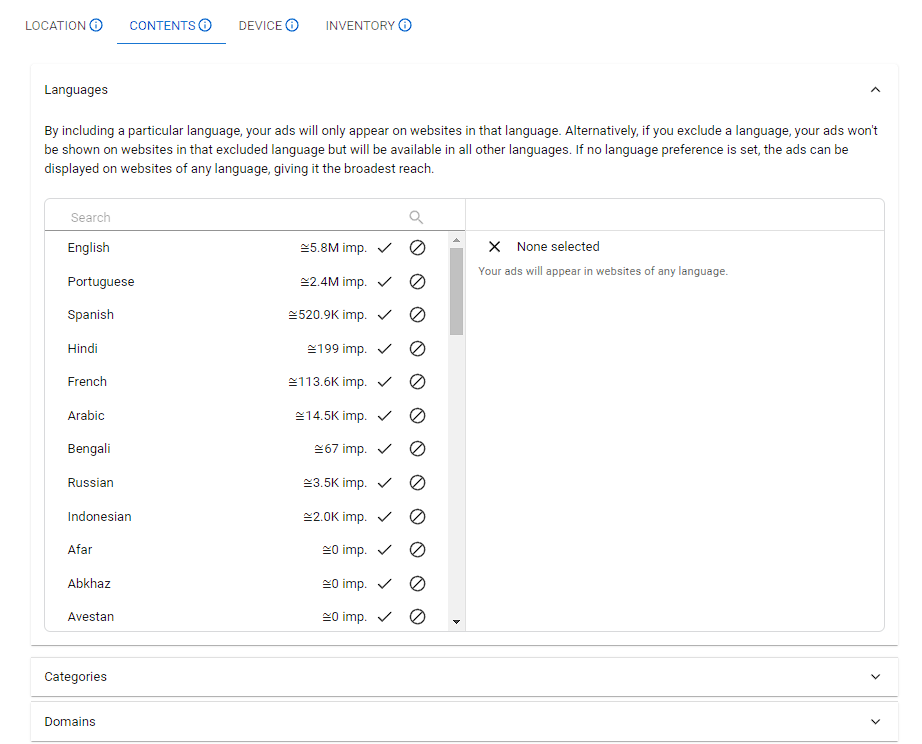 LOCATION CONTENTS DEVICE INVENTORY
Languages
By including a particular language, your ads will only appear on websites in that language. Alternatively, if you exclude a language, your ads won't
be shown on websites in that excluded language but will be available in all other languages. If no language preference is set, the ads can be
displayed on websites of any language, giving it the broadest reach.
Search
English ≅5.8M imp.
Portuguese ≅2.4M imp.
Spanish ≅520.9K imp.
Hindi ≅199 imp.
French ≅113.6K imp.
Arabic ≅14.5K imp.
Bengali ≅67 imp.
Russian ≅3.5K imp.
Indonesian ≅2.0K imp.
Afar ≅0 imp.
Abkhaz ≅0 imp.
Avestan ≅0 imp.
None selected
Your ads will appear in websites of any language.
Categories
Domains